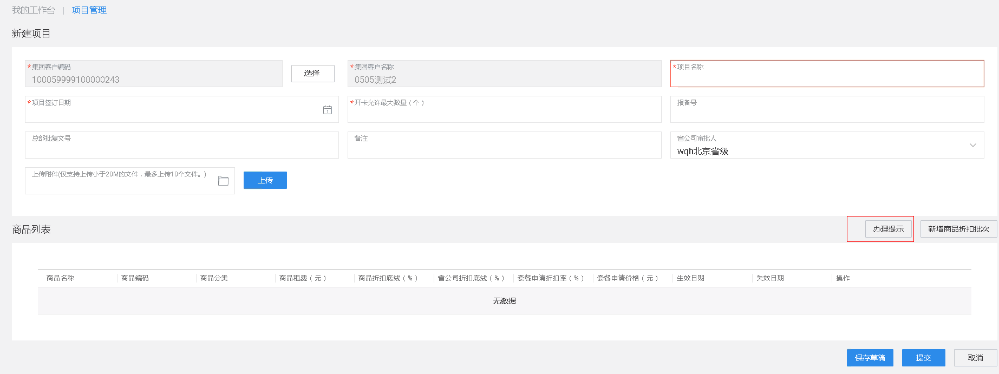 我的工作台 | 项目管理
新建项目
*集团客户编码
100059999100000243
选择
*集团客户名称
0505测试2
*项目名称
*项目签订日期
*开卡允许最大数量（个）
报备号
总部批复文号
备注
省公司审批人
wqh北京省级
上传附件(仅支持上传小于20M的文件，最多上传10个文件。)
上传
商品列表
办理提示
新增商品折扣批次
商品名称 商品编码 商品分类 商品租费（元） 商品折扣底线（%） 省公司折扣底线（%） 套餐申请折扣率（%） 套餐申请价格（元） 生效日期 失效日期 操作
无数据
保存草稿 提交 取消